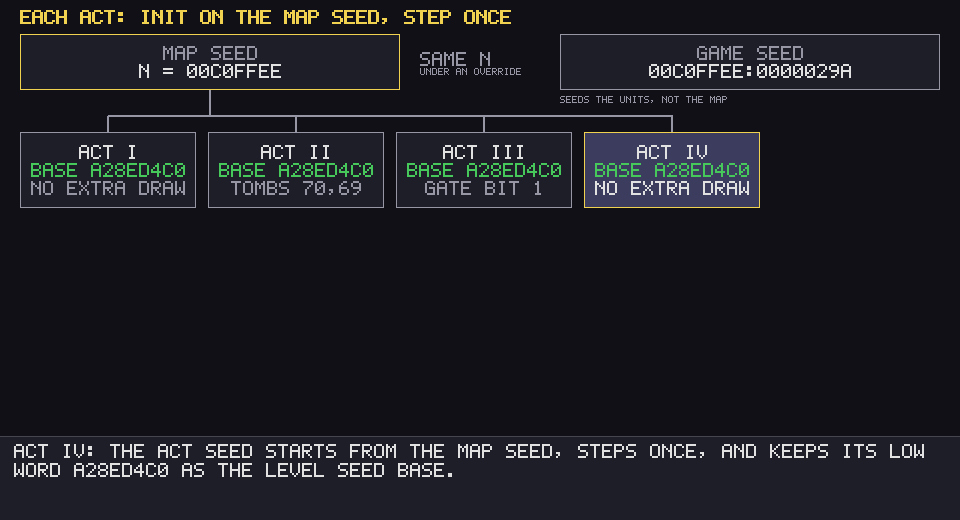 EACH ACT: INIT ON THE MAP SEED, STEP ONCE
MAP SEED
N = 00C0FFEE
SAME N
UNDER AN OVERRIDE
GAME SEED
00C0FFEE:0000029A
SEEDS THE UNITS, NOT THE MAP
ACT I
BASE A28ED4C0
NO EXTRA DRAW
ACT II
BASE A28ED4C0
TOMBS 70,69
ACT III
BASE A28ED4C0
GATE BIT 1
ACT IV
BASE A28ED4C0
NO EXTRA DRAW
ACT IV: THE ACT SEED STARTS FROM THE MAP SEED, STEPS ONCE, AND KEEPS ITS LOW
WORD A28ED4C0 AS THE LEVEL SEED BASE.